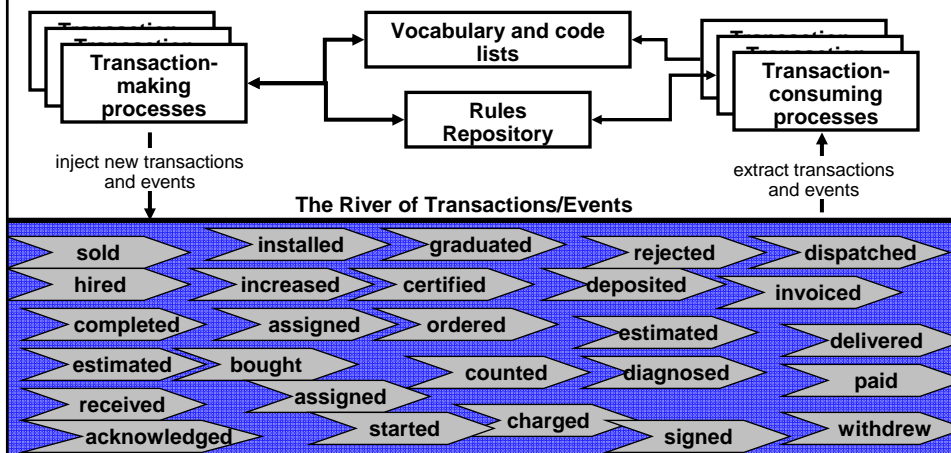 Transaction-
making
processes
Vocabulary and code
lists
Rules
Repository
Transaction-
consuming
processes
inject new transactions
and events
extract transactions
and events
The River of Transactions/Events
sold
installed
graduated
rejected
dispatched
hired
increased
certified
deposited
invoiced
completed
assigned
ordered
estimated
delivered
estimated
bought
counted
diagnosed
paid
received
assigned
acknowledged
started
charged
signed
withdrew